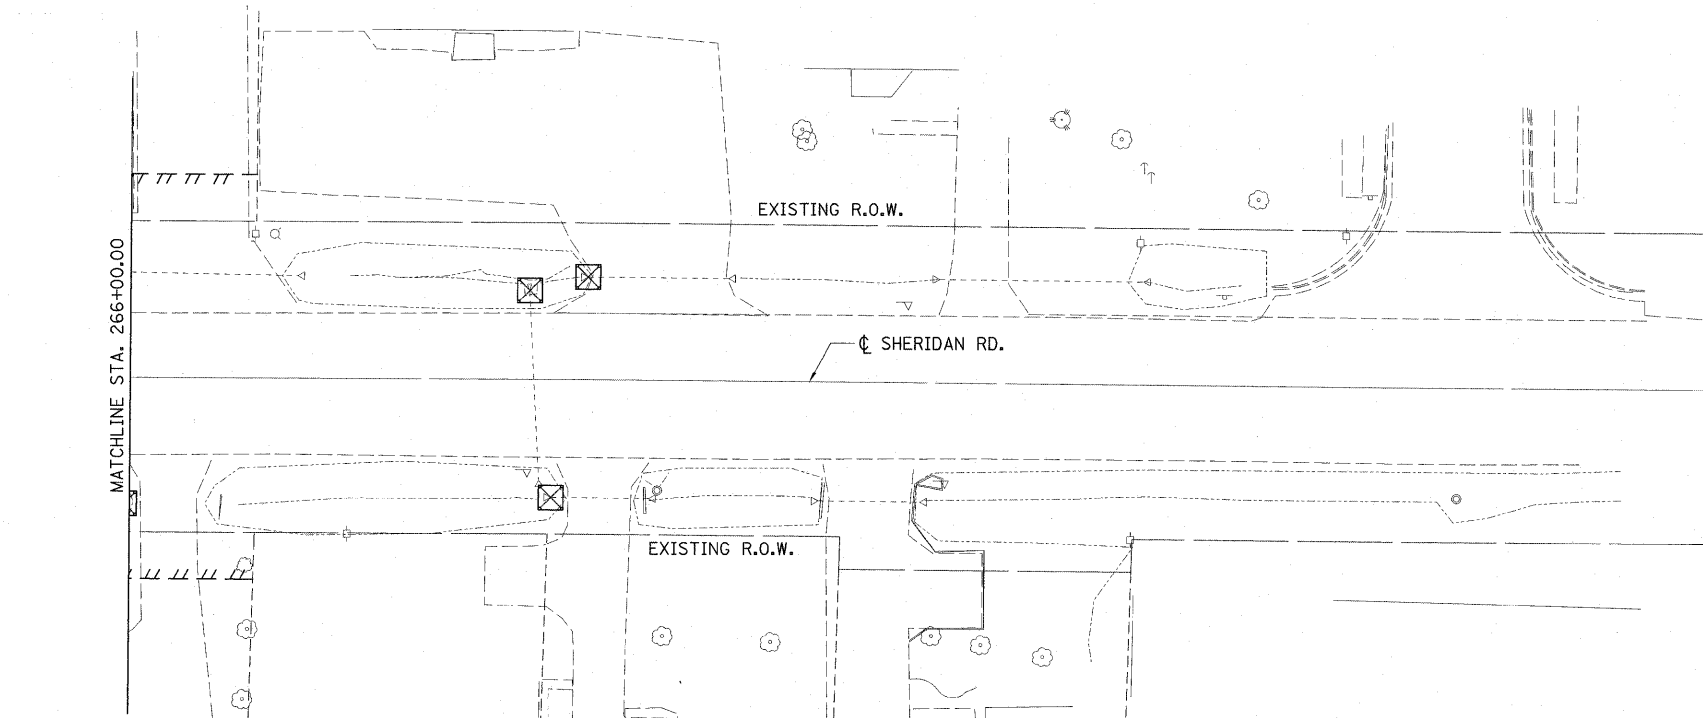 EXISTING R.O.W.
MATCHLINE STA. 266+00.00
℄ SHERIDAN RD.
EXISTING R.O.W.